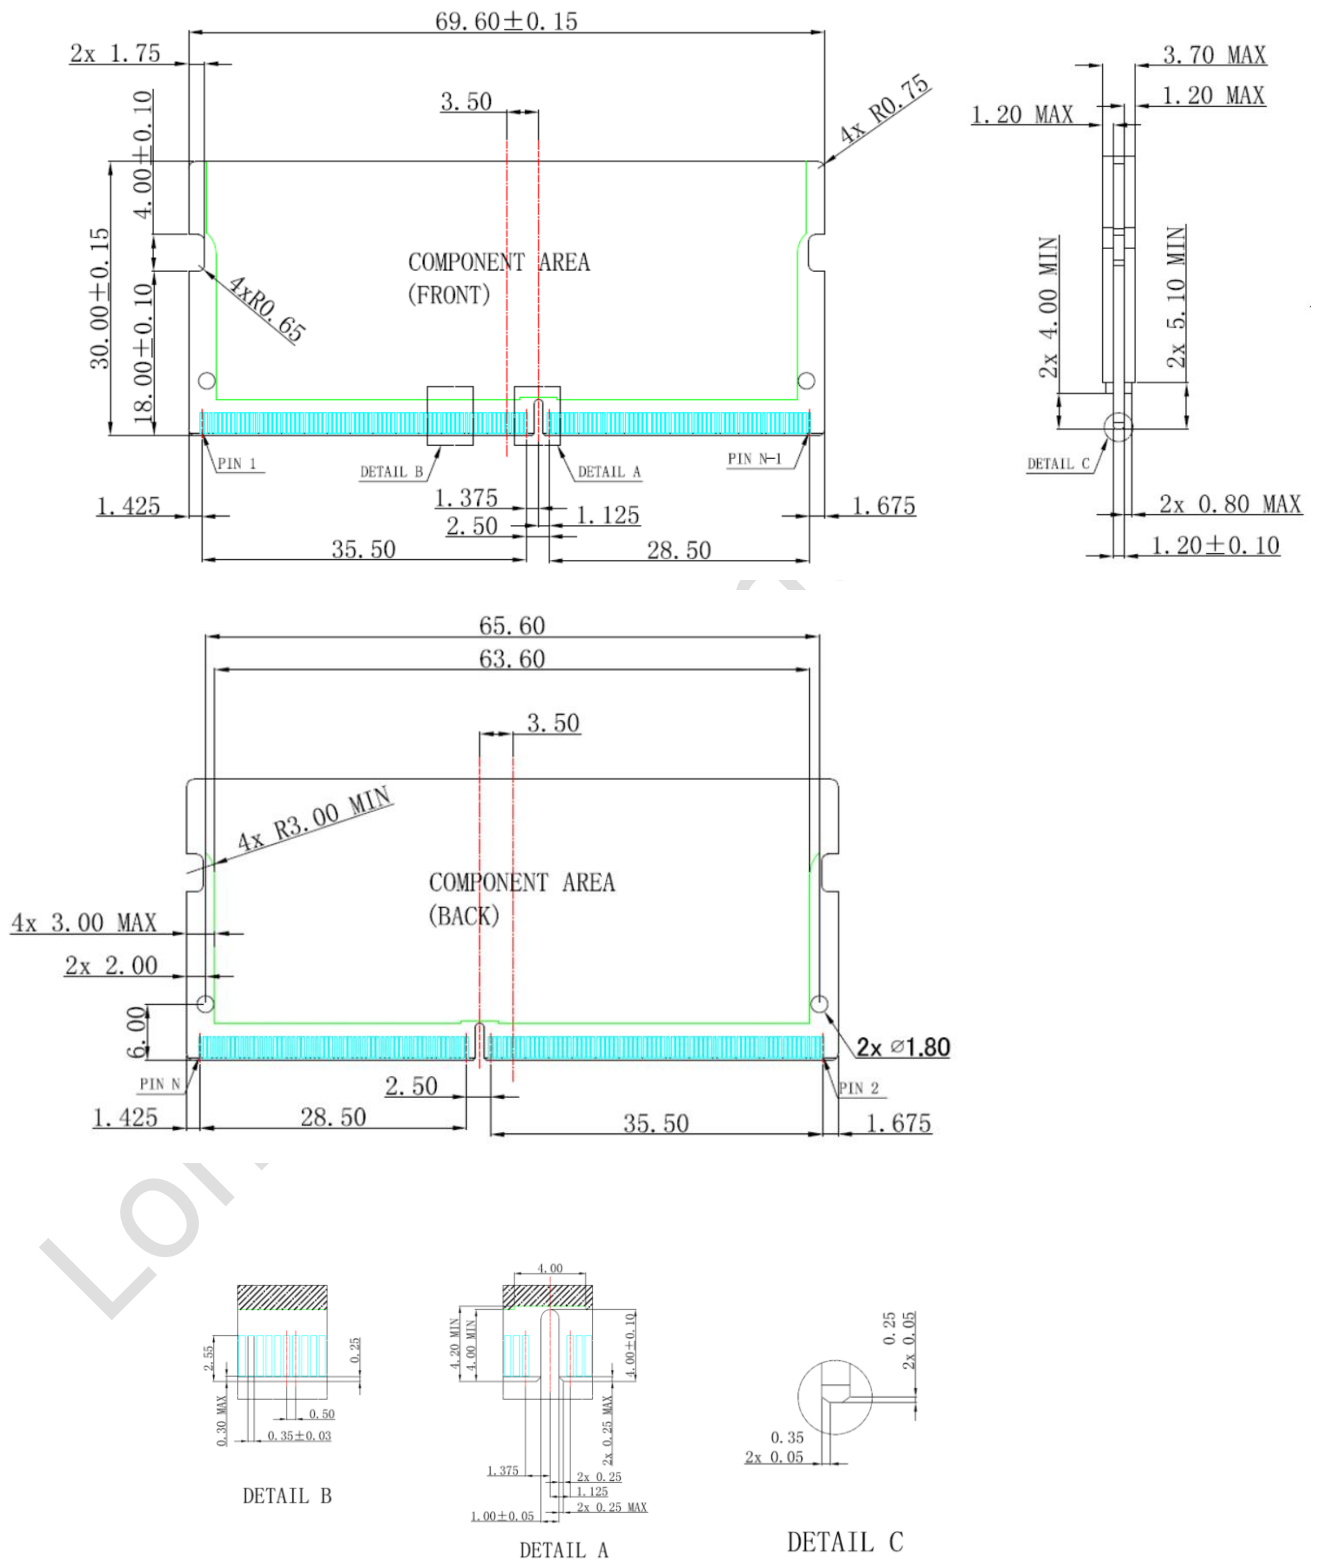 69.60±0.15
2x 1.75
3.50
4x R0.75
4.00±0.10
30.00±0.15
18.00±0.10
4xR0.65
COMPONENT AREA
(FRONT)
PIN 1
DETAIL B
DETAIL A
PIN N-1
1.425
1.375
1.125
2.50
1.675
35.50
28.50
3.70 MAX
1.20 MAX
1.20 MAX
2x 4.00 MIN
2x 5.10 MIN
DETAIL C
2x 0.80 MAX
1.20±0.10
65.60
63.60
3.50
4x R3.00 MIN
COMPONENT AREA
(BACK)
4x 3.00 MAX
2x 2.00
6.00
2x ⌀1.80
PIN N
2.50
PIN 2
1.425
28.50
35.50
1.675
Lon
2.55
0.25
0.30 MAX
0.50
0.35±0.03
DETAIL B
4.00
4.20 MIN
4.00 MIN
4.00±0.10
2x 0.25 MAX
1.375
2x 0.25
1.125
2x 0.25 MAX
1.00±0.05
DETAIL A
0.25
2x 0.05
0.35
2x 0.05
DETAIL C